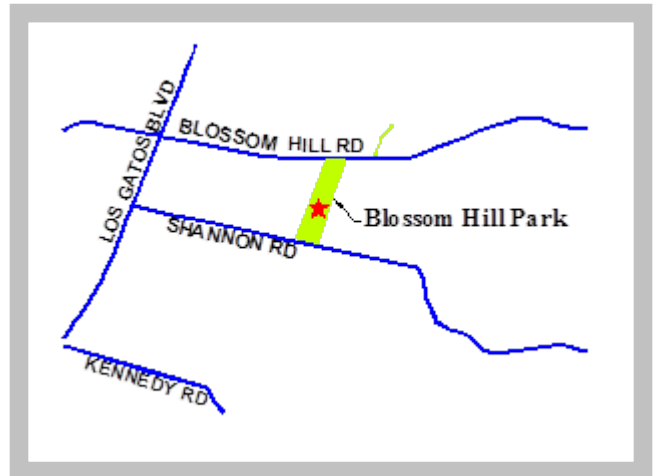 LOS GATOS BLVD
BLOSSOM HILL RD
Blossom Hill Park
SHANNON RD
KENNEDY RD